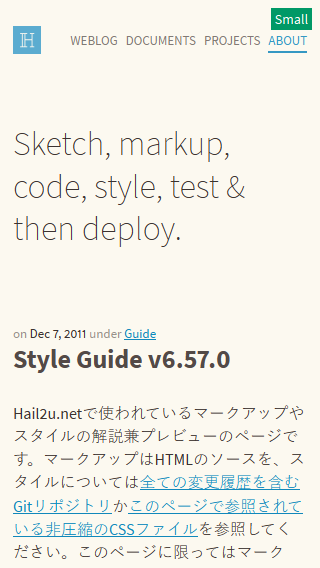 Small
ℍ
WEBLOG DOCUMENTS PROJECTS ABOUT
Sketch, markup,
code, style, test &
then deploy.
on Dec 7, 2011 under Guide
Style Guide v6.57.0
Hail2u.netで使われているマークアップや
スタイルの解説兼プレビューのページで
す。マークアップはHTMLのソースを、ス
タイルについては全ての変更履歴を含む
Gitリポジトリかこのページで参照されて
いる非圧縮のCSSファイルを参照してく
ださい。このページに限ってはマーク